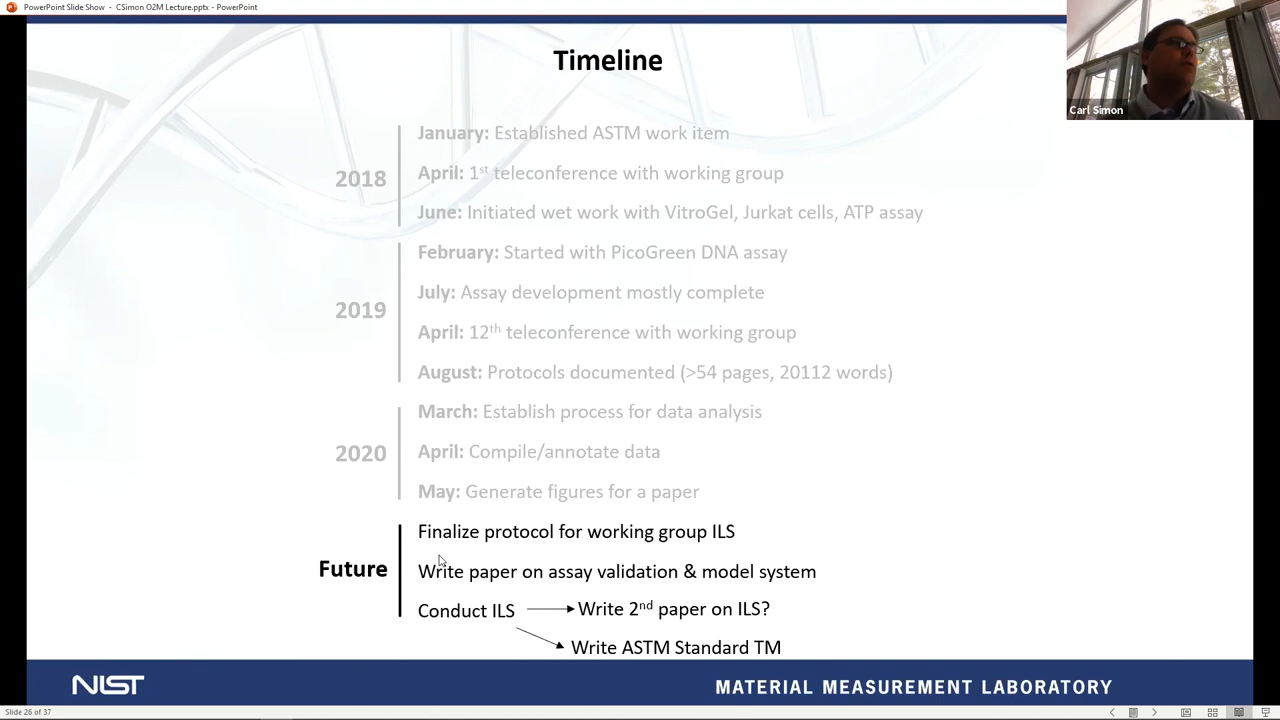 PowerPoint Slide Show - CSimon O2M Lecture.pptx - PowerPoint
Carl Simon
Timeline
2018
January: Established ASTM work item
April: 1st teleconference with working group
June: Initiated wet work with VitroGel, Jurkat cells, ATP assay
2019
February: Started with PicoGreen DNA assay
July: Assay development mostly complete
April: 12th teleconference with working group
August: Protocols documented (>54 pages, 20112 words)
2020
March: Establish process for data analysis
April: Compile/annotate data
May: Generate figures for a paper
Future
Finalize protocol for working group ILS
Write paper on assay validation & model system
Conduct ILS
Write 2nd paper on ILS?
Write ASTM Standard TM
NIST
MATERIAL MEASUREMENT LABORATORY
Slide 26 of 37